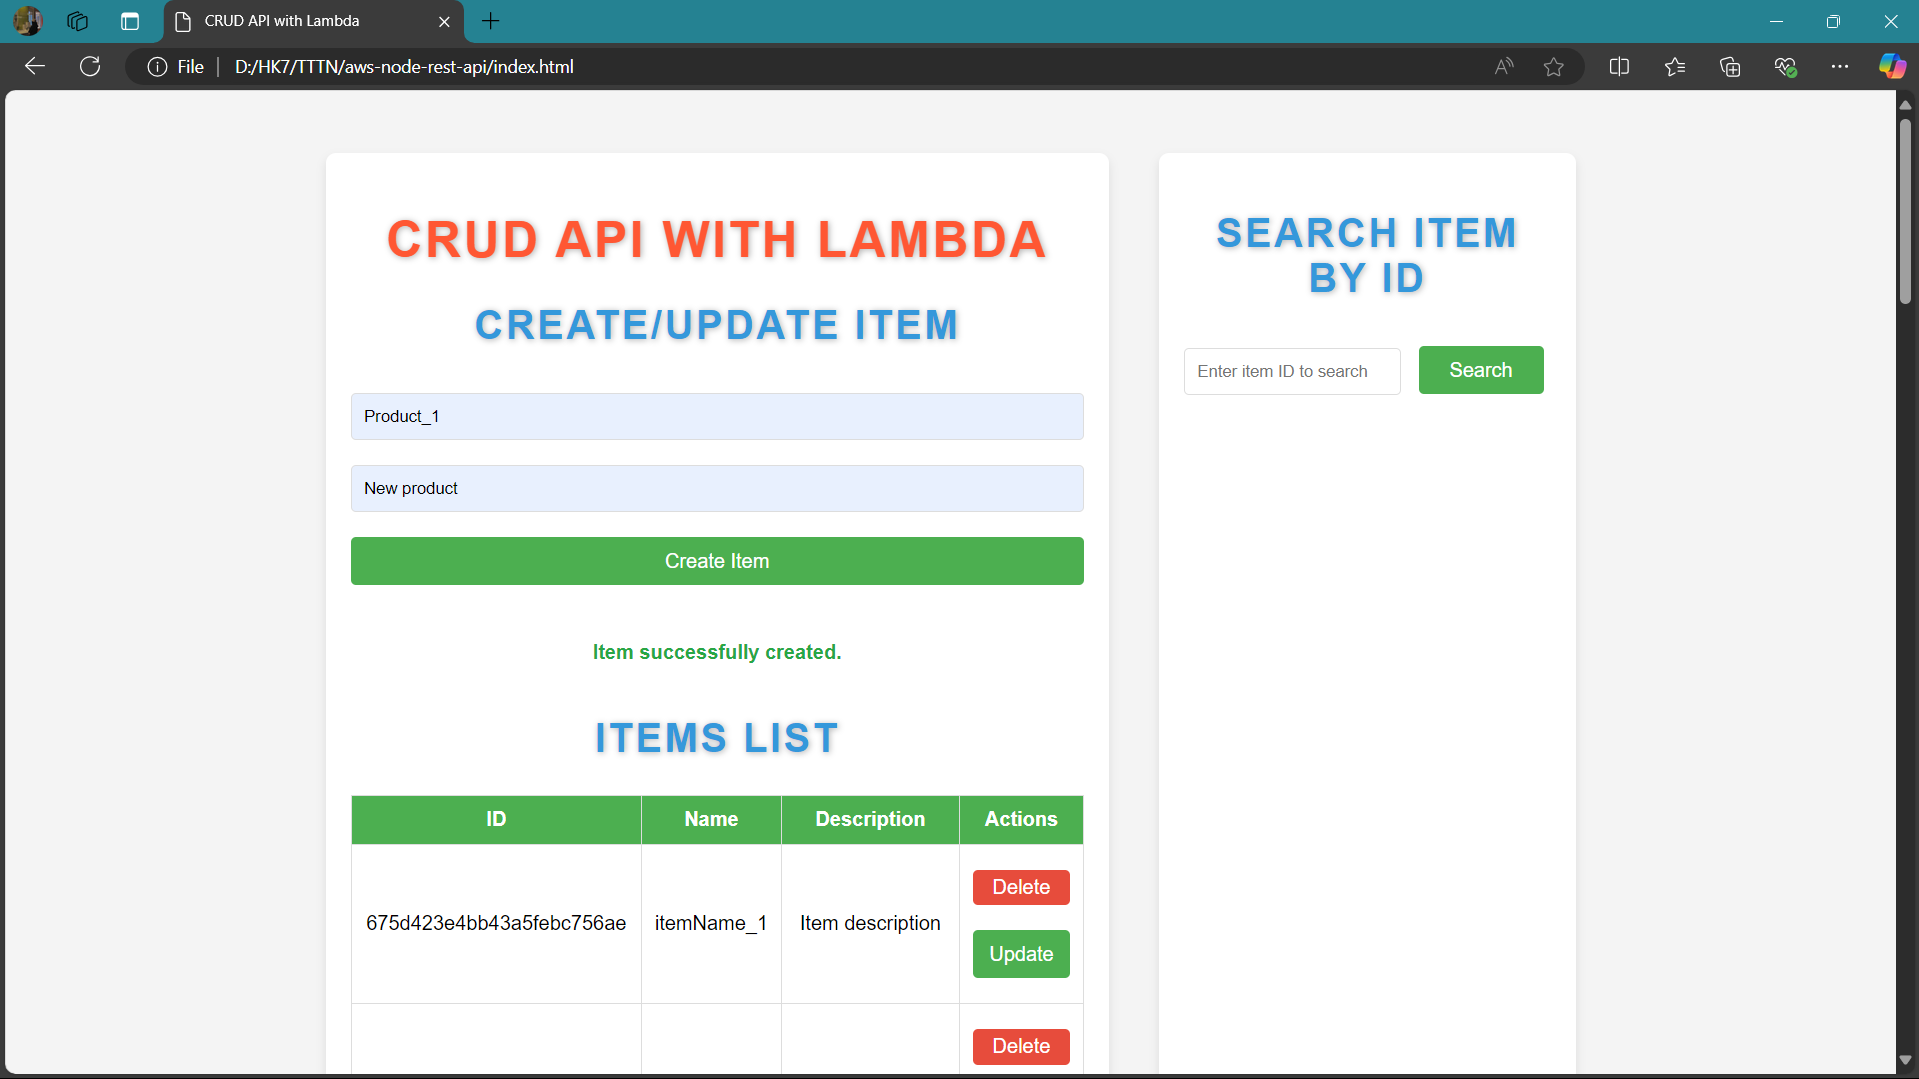 CRUD API with Lambda
File
D:/HK7/TTTN/aws-node-rest-api/index.html
CRUD API WITH LAMBDA
CREATE/UPDATE ITEM
Product_1
New product
Create Item
Item successfully created.
ITEMS LIST
ID Name Description Actions
675d423e4bb43a5febc756ae itemName_1 Item description
Delete
Update
Delete
SEARCH ITEM
BY ID
Enter item ID to search
Search